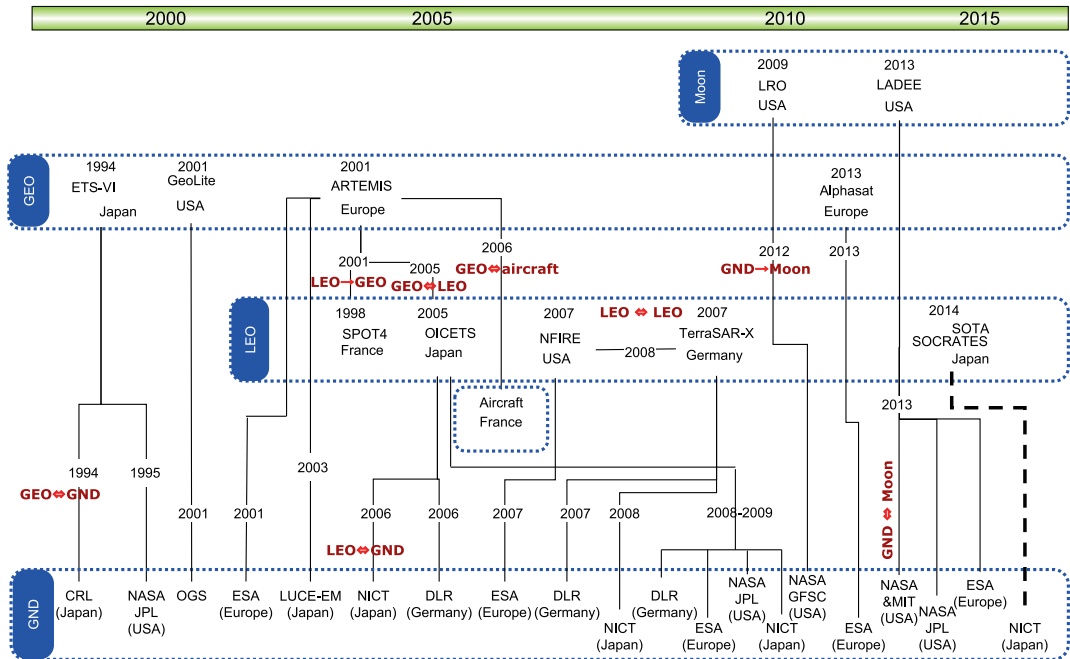 2000 2005 2010 2015
Moon
2009
LRO
USA
2013
LADEE
USA
GEO
1994
ETS-VI
Japan
2001
GeoLite
USA
2001
ARTEMIS
Europe
2013
Alphasat
Europe
2001
LEO→GEO
2005
GEO⇔LEO
2006
GEO⇔aircraft
2012
GND→Moon
2013
LEO
1998
SPOT4
France
2005
OICETS
Japan
2007
NFIRE
USA
LEO ⇔ LEO
2008
2007
TerraSAR-X
Germany
2014
SOTA
SOCRATES
Japan
Aircraft
France
2013
1994
GEO⇔GND
1995
2003
GND ⇔ Moon
2001
2001
2006
LEO⇔GND
2006
2007
2007
2008
2008-2009
GND
CRL
(Japan)
NASA
JPL
(USA)
OGS
ESA
(Europe)
LUCE-EM
(Japan)
NICT
(Japan)
DLR
(Germany)
ESA
(Europe)
DLR
(Germany)
NICT
(Japan)
DLR
(Germany)
ESA
(Europe)
NASA
JPL
(USA)
NICT
(Japan)
NASA
GFSC
(USA)
ESA
(Europe)
NASA
&MIT
(USA)
NASA
JPL
(USA)
ESA
(Europe)
NICT
(Japan)